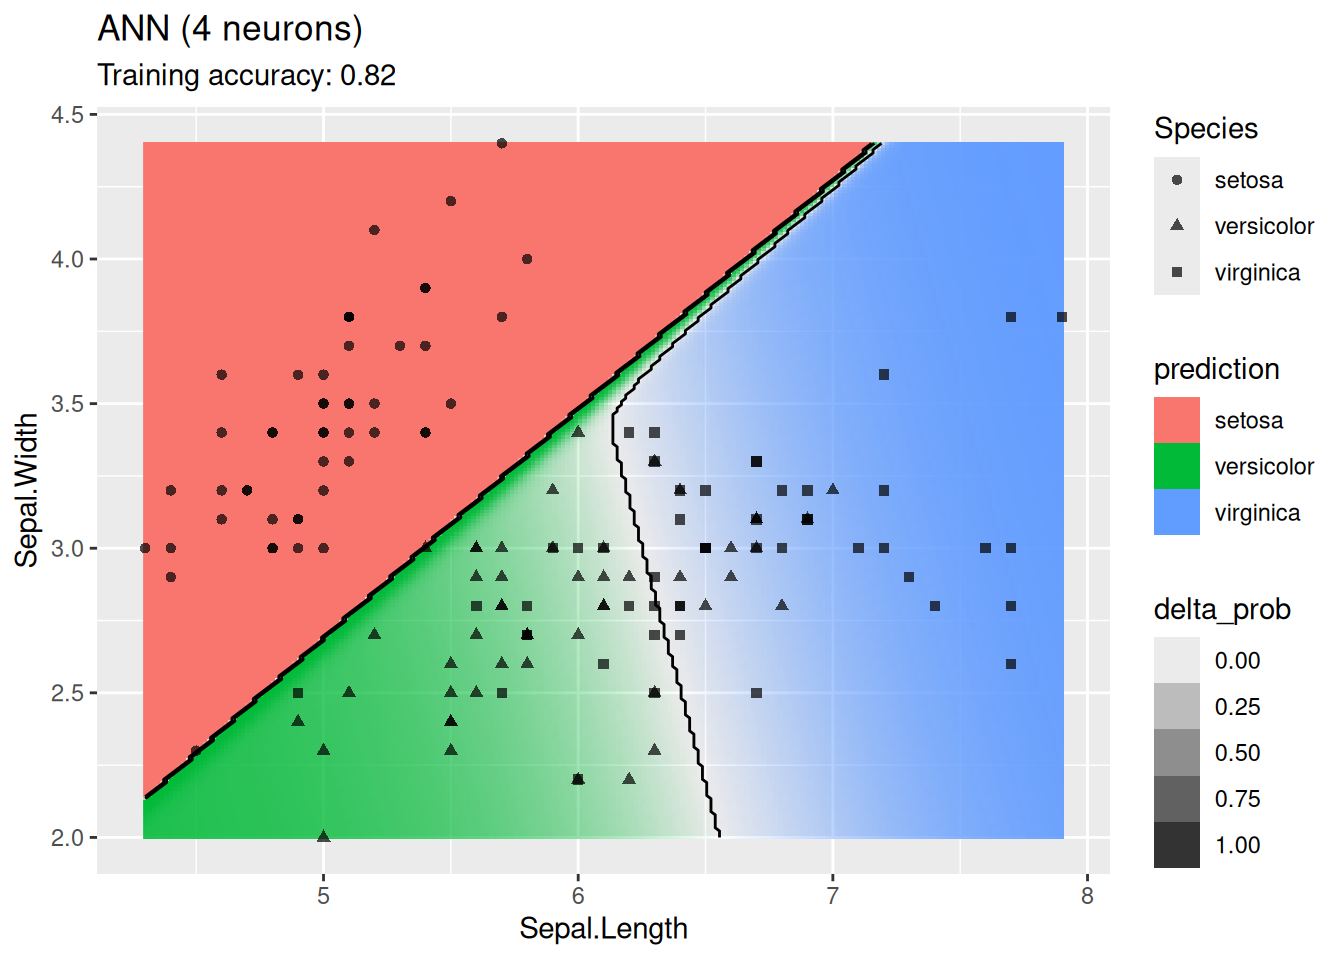 ANN (4 neurons)
Training accuracy: 0.82
4.5
4.0
3.5
3.0
2.5
2.0
Sepal.Width
5
6
7
8
Sepal.Length
Species
setosa
versicolor
virginica
prediction
setosa
versicolor
virginica
delta_prob
0.00
0.25
0.50
0.75
1.00